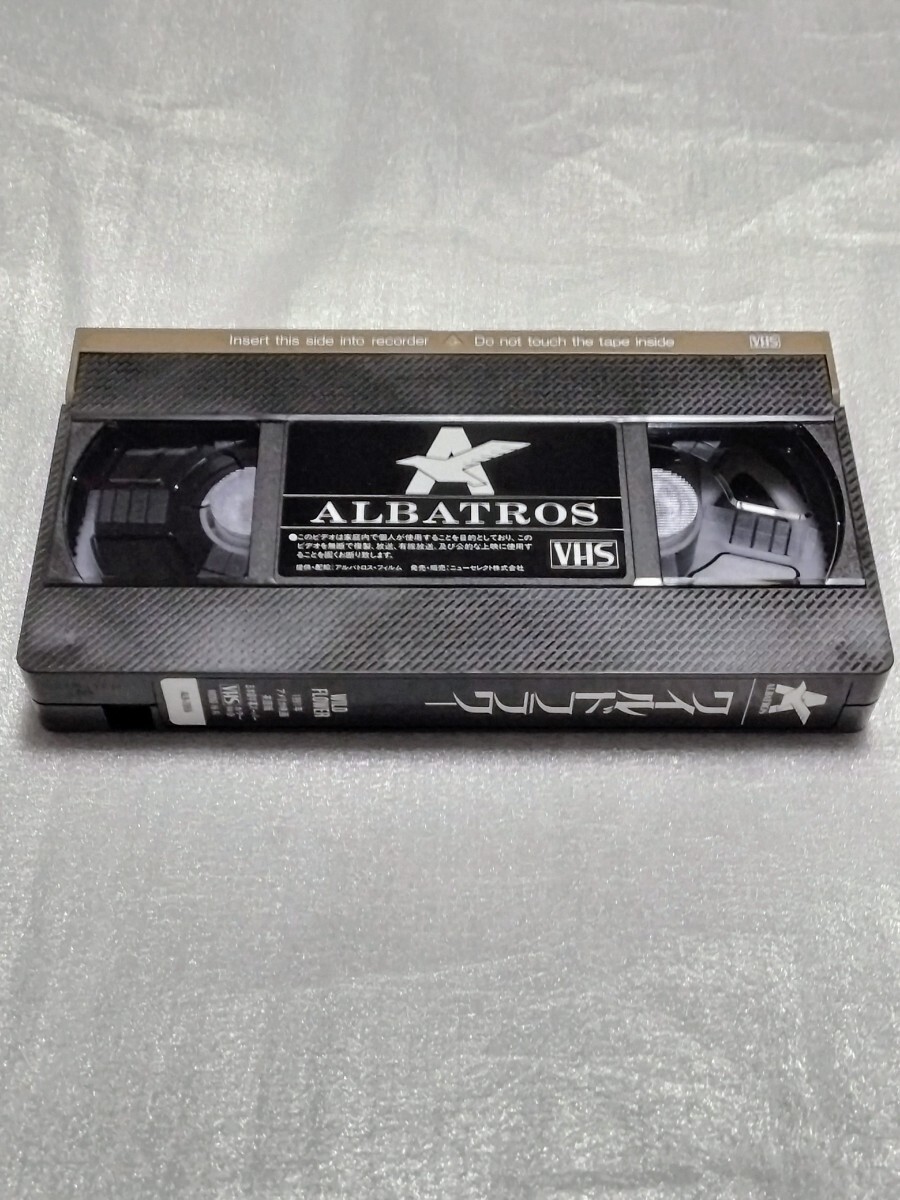 Insert this side into recorder △ Do not touch the tape inside VHS
A
ALBATROS
●このビデオは家庭内で個人が使用することを目的としており、この
ビデオを無断で複製、放送、有線放送、及び公的な上映に使用す
ることを固くお断り致します。
提供・配給:アルバトロス・フィルム 発売・販売:ニューセレクト株式会社
VHS
A
ALBATROS
ワイルドフラワー
WILD
FLOWER
VHS